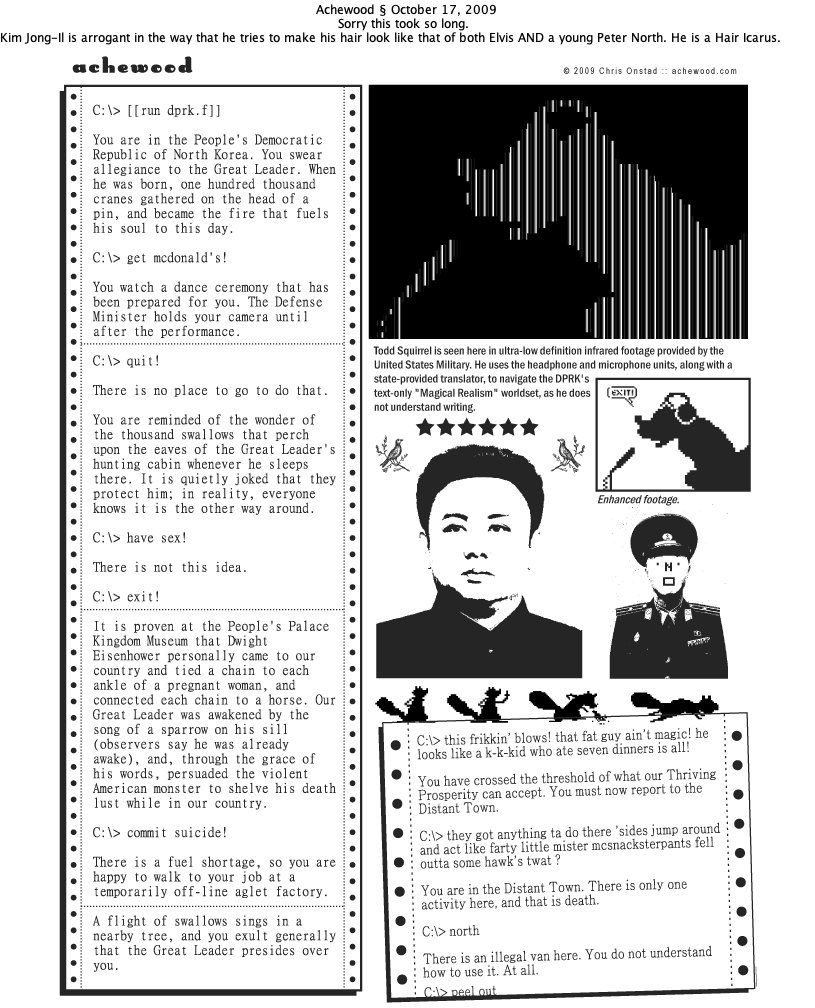 Achewood § October 17, 2009
Sorry this took so long.
Kim Jong-Il is arrogant in the way that he tries to make his hair look like that of both Elvis AND a young Peter North. He is a Hair Icarus.
achewood
© 2009 Chris Onstad :: achewood.com
C:\> [[run dprk.f]]
You are in the People's Democratic
Republic of North Korea. You swear
allegiance to the Great Leader. When
he was born, one hundred thousand
cranes gathered on the head of a
pin, and became the fire that fuels
his soul to this day.
C:\> get mcdonald's!
You watch a dance ceremony that has
been prepared for you. The Defense
Minister holds your camera until
after the performance.
C:\> quit!
There is no place to go to do that.
You are reminded of the wonder of
the thousand swallows that perch
upon the eaves of the Great Leader's
hunting cabin whenever he sleeps
there. It is quietly joked that they
protect him; in reality, everyone
knows it is the other way around.
C:\> have sex!
There is not this idea.
C:\> exit!
It is proven at the People's Palace
Kingdom Museum that Dwight
Eisenhower personally came to our
country and tied a chain to each
ankle of a pregnant woman, and
connected each chain to a horse. Our
Great Leader was awakened by the
song of a sparrow on his sill
(observers say he was already
awake), and, through the grace of
his words, persuaded the violent
American monster to shelve his death
lust while in our country.
C:\> commit suicide!
There is a fuel shortage, so you are
happy to walk to your job at a
temporarily off-line aglet factory.
A flight of swallows sings in a
nearby tree, and you exult generally
that the Great Leader presides over
you.
Todd Squirrel is seen here in ultra-low definition infrared footage provided by the
United States Military. He uses the headphone and microphone units, along with a
state-provided translator, to navigate the DPRK's
text-only "Magical Realism" worldset, as he does
not understand writing.
EXIT!
Enhanced footage.
N
C:\> this frikkin' blows! that fat guy ain't magic! he
looks like a k-k-kid who ate seven dinners is all!
You have crossed the threshold of what our Thriving
Prosperity can accept. You must now report to the
Distant Town.
C:\> they got anything ta do there 'sides jump around
and act like farty little mister mcsnacksterpants fell
outta some hawk's twat ?
You are in the Distant Town. There is only one
activity here, and that is death.
C:\> north
There is an illegal van here. You do not understand
how to use it. At all.
C:\> peel out